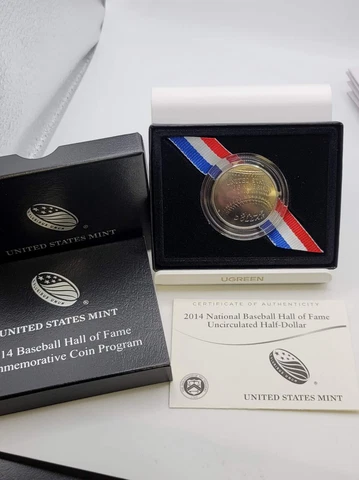 UNITED STATES MINT
UNITED STATES MINT
14 Baseball Hall of Fame
mmemorative Coin Program
UGREEN
CERTIFICATE OF AUTHENTICITY
2014 National Baseball Hall of Fame
Uncirculated Half-Dollar
UNITED STATES MINT